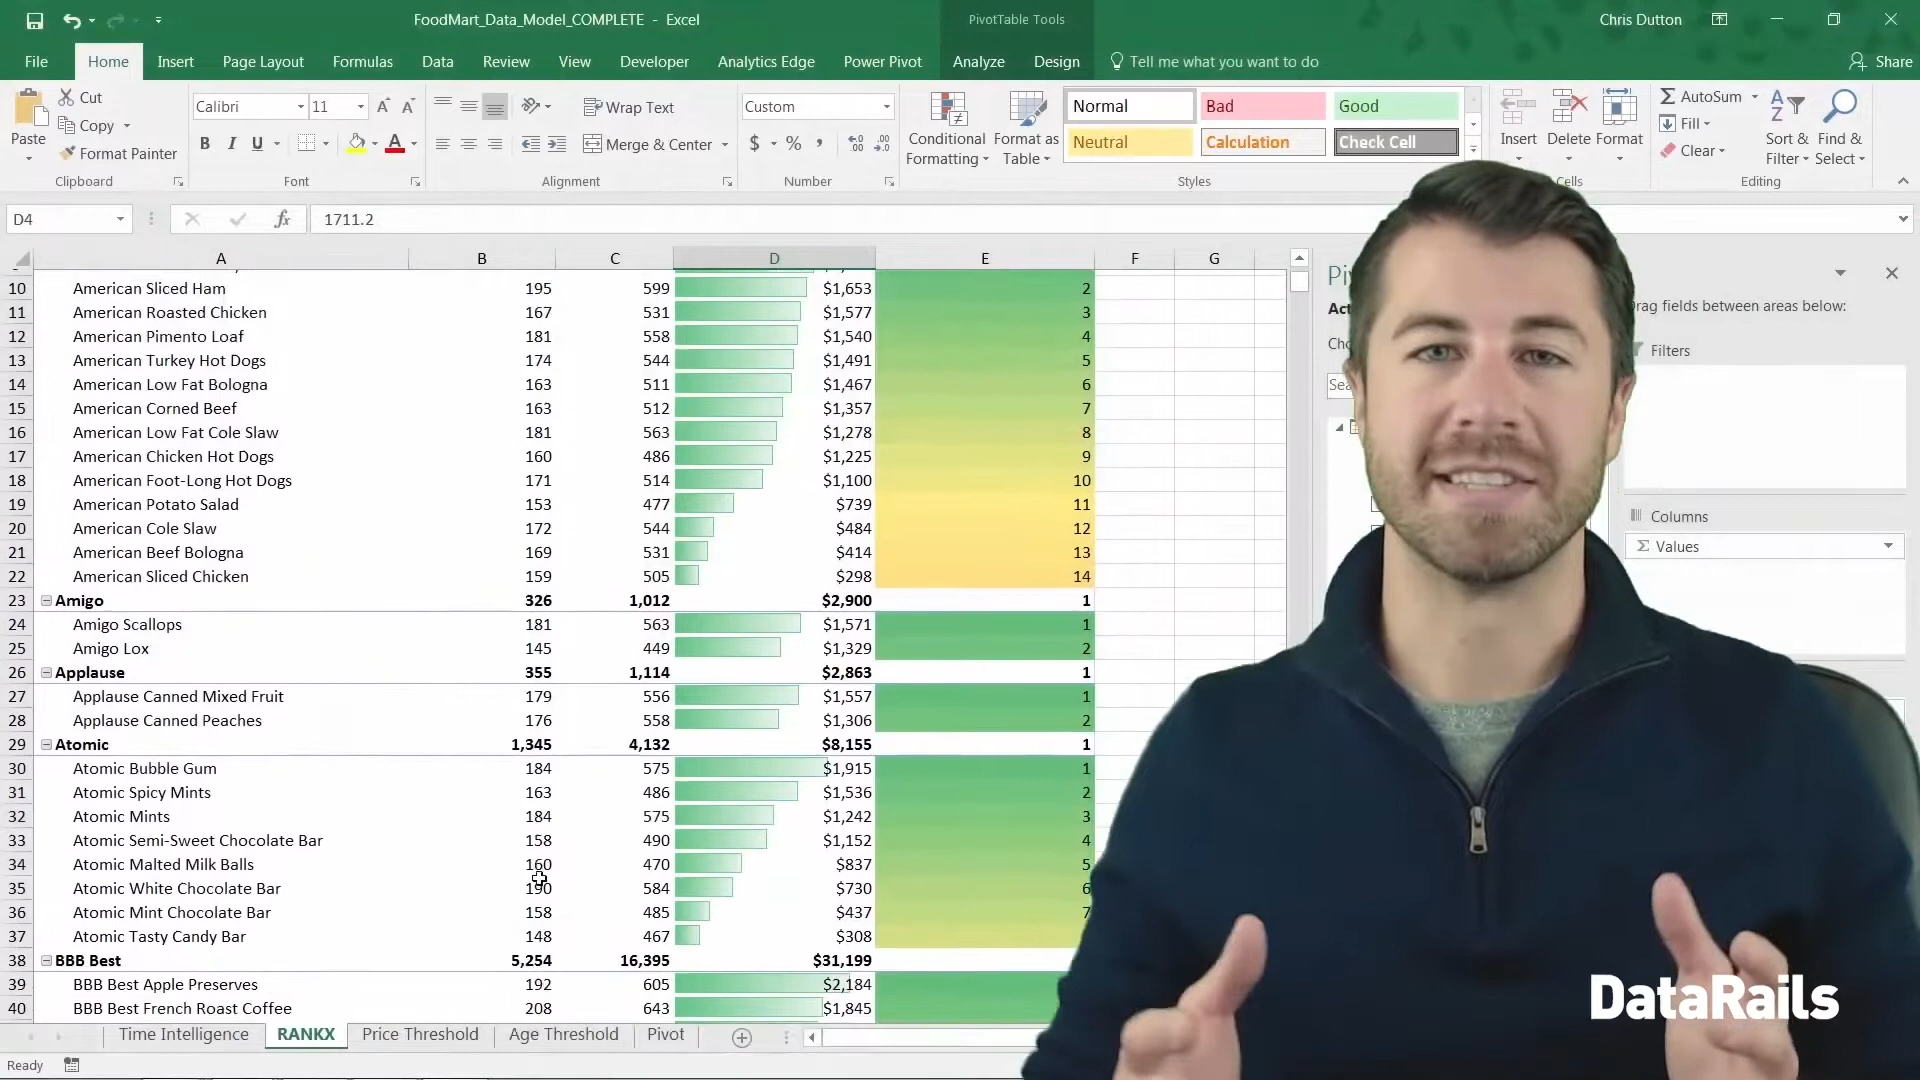 FoodMart_Data_Model_COMPLETE - Excel
PivotTable Tools
Chris Dutton
File Home Insert Page Layout Formulas Data Review View Developer Analytics Edge Power Pivot Analyze Design Tell me what you want to do Share
Cut
Copy
Format Painter
Paste
Clipboard
Calibri 11
B I U
Font
Wrap Text
Merge & Center
Alignment
Custom
$ % ,
Number
Conditional Formatting
Format as Table
Normal Bad Good
Neutral Calculation Check Cell
Styles
Insert Delete Format
Cells
AutoSum
Fill
Clear
Sort & Filter
Find & Select
Editing
D4 fx 1711.2
A B C D E F G
10 American Sliced Ham 195 599 $1,653 2
11 American Roasted Chicken 167 531 $1,577 3
12 American Pimento Loaf 181 558 $1,540 4
13 American Turkey Hot Dogs 174 544 $1,491 5
14 American Low Fat Bologna 163 511 $1,467 6
15 American Corned Beef 163 512 $1,357 7
16 American Low Fat Cole Slaw 181 563 $1,278 8
17 American Chicken Hot Dogs 160 486 $1,225 9
18 American Foot-Long Hot Dogs 171 514 $1,100 10
19 American Potato Salad 153 477 $739 11
20 American Cole Slaw 172 544 $484 12
21 American Beef Bologna 169 531 $414 13
22 American Sliced Chicken 159 505 $298 14
23 Amigo 326 1,012 $2,900 1
24 Amigo Scallops 181 563 $1,571 1
25 Amigo Lox 145 449 $1,329 2
26 Applause 355 1,114 $2,863 1
27 Applause Canned Mixed Fruit 179 556 $1,557 1
28 Applause Canned Peaches 176 558 $1,306 2
29 Atomic 1,345 4,132 $8,155 1
30 Atomic Bubble Gum 184 575 $1,915 1
31 Atomic Spicy Mints 163 486 $1,536 2
32 Atomic Mints 184 575 $1,242 3
33 Atomic Semi-Sweet Chocolate Bar 158 490 $1,152 4
34 Atomic Malted Milk Balls 160 470 $837 5
35 Atomic White Chocolate Bar 190 584 $730 6
36 Atomic Mint Chocolate Bar 158 485 $437 7
37 Atomic Tasty Candy Bar 148 467 $308
38 BBB Best 5,254 16,395 $31,199
39 BBB Best Apple Preserves 192 605 $2,184
40 BBB Best French Roast Coffee 208 643 $1,845
Drag fields between areas below:
Filters
Columns
Σ Values
DataRails
Time Intelligence RANKX Price Threshold Age Threshold Pivot
Ready